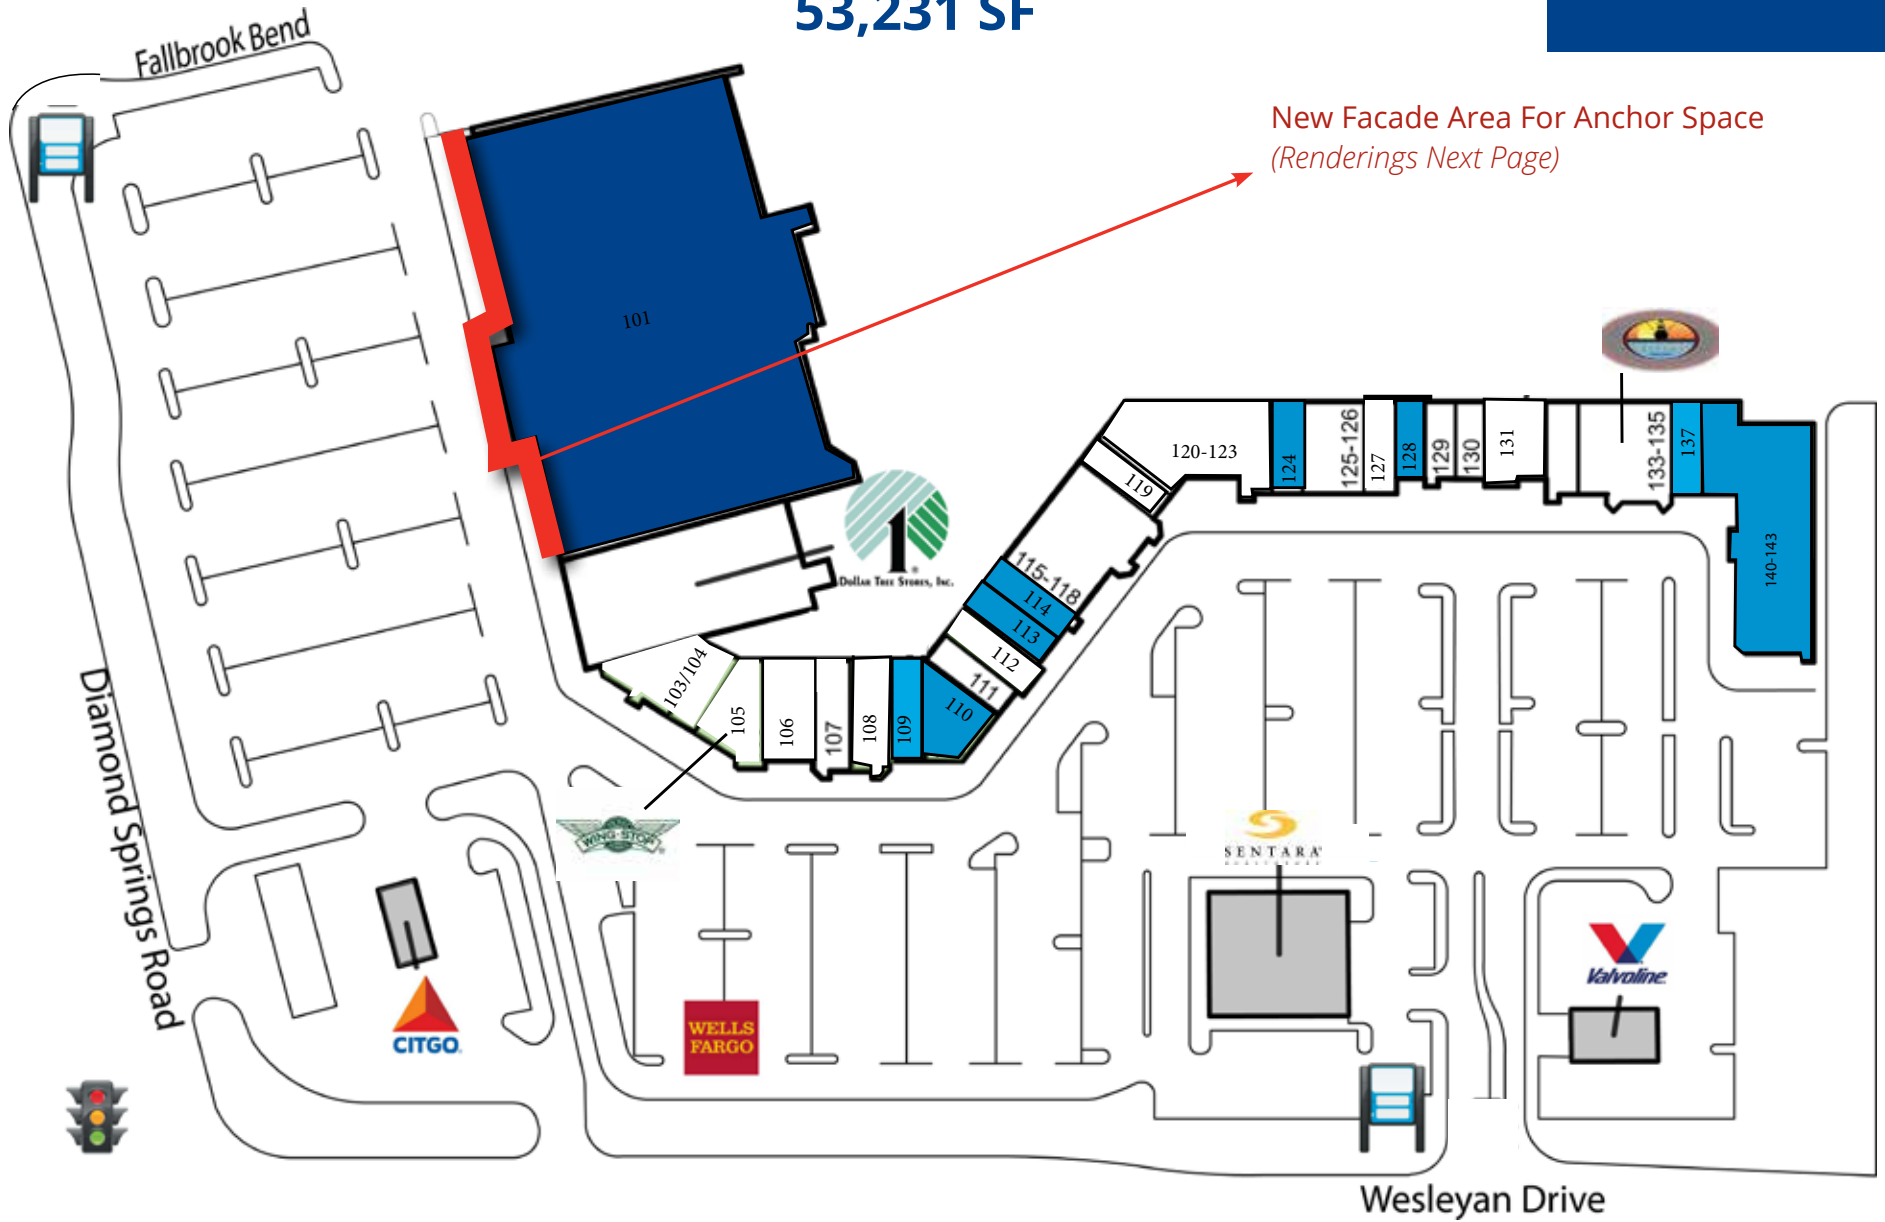 53,231 SF
Fallbrook Bend
New Facade Area For Anchor Space
(Renderings Next Page)
101
120-123
124
125-126
127
128
129
130
131
133-135
137
140-143
119
115-118
114
113
112
111
110
109
108
107
106
105
103/104
Dollar Tree Stores, Inc.
1
WING-STOP
SENTARA
Valvoline
WELLS
FARGO
CITGO
Diamond Springs Road
Wesleyan Drive